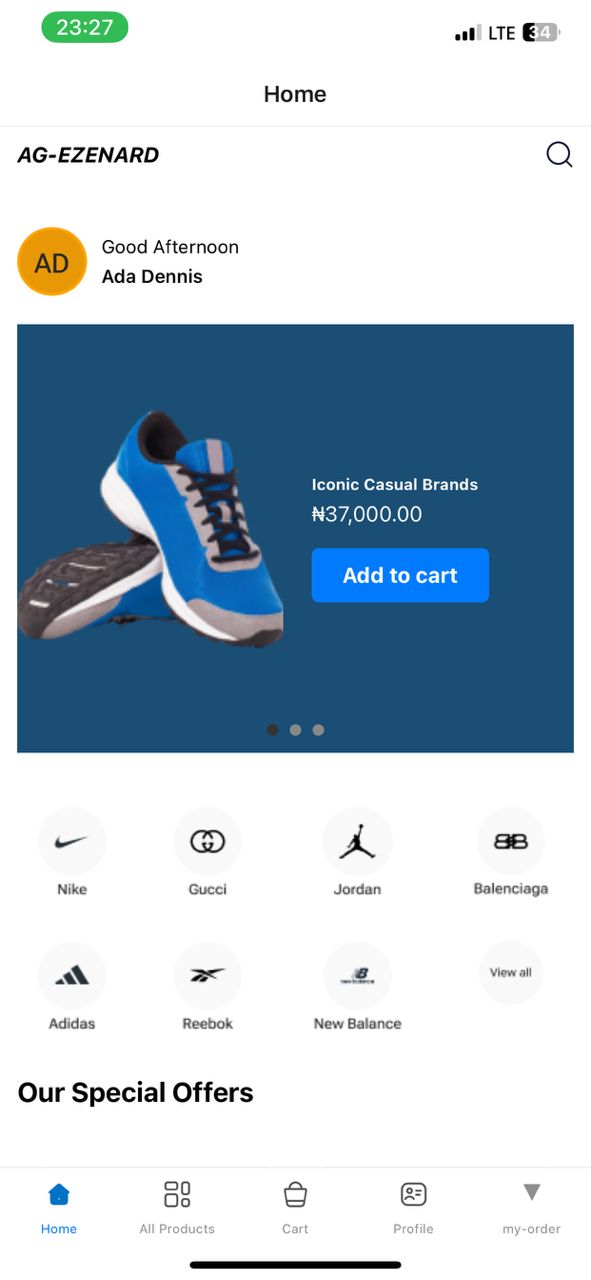 23:27
LTE 34
Home
AG-EZENARD
AD
Good Afternoon
Ada Dennis
Iconic Casual Brands
₦37,000.00
Add to cart
Nike
Gucci
Jordan
Balenciaga
new balance
View all
Adidas
Reebok
New Balance
Our Special Offers
Home
All Products
Cart
Profile
my-order